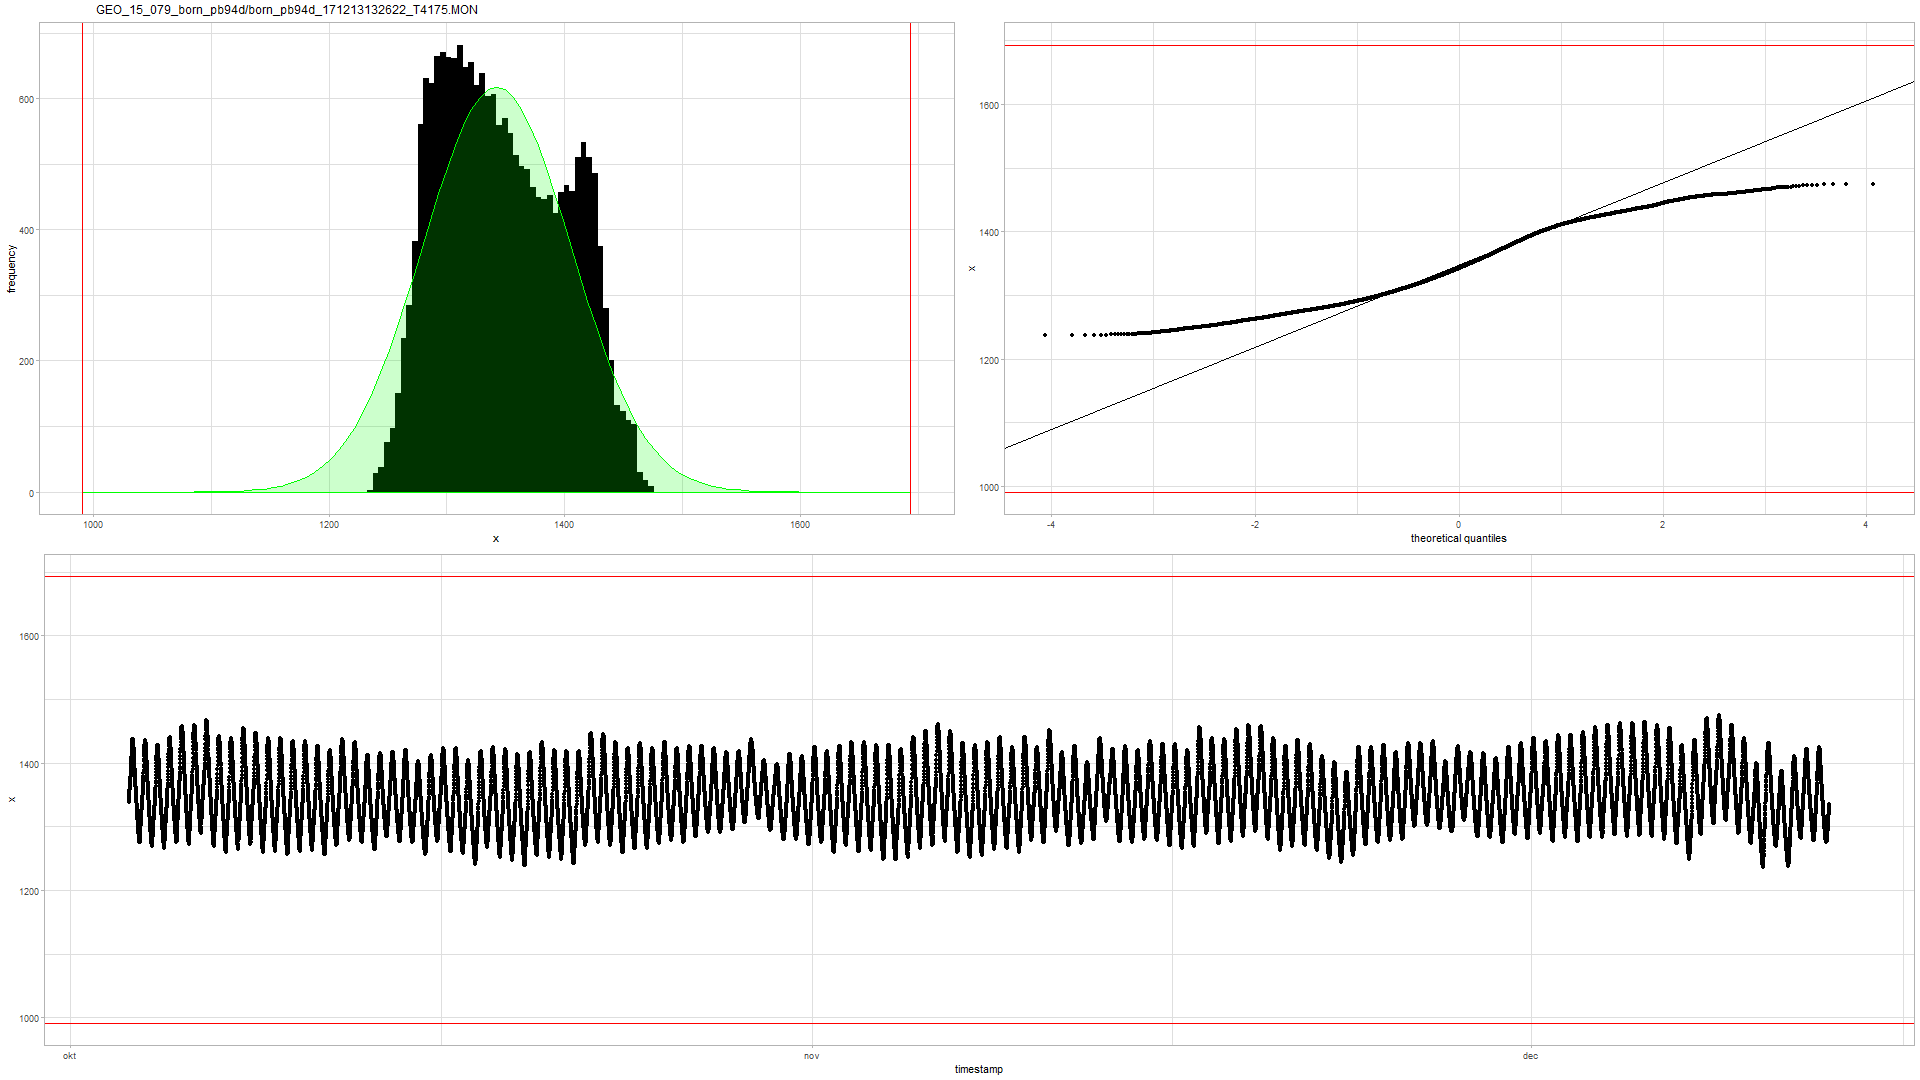 GEO_15_079_born_pb94d/born_pb94d_171213132622_T4175.MON
frequency
600
400
200
0
1000 1200 1400 1600
x
x
1600
1400
1200
1000
-4 -2 0 2 4
theoretical quantiles
x
1600
1400
1200
1000
okt nov dec
timestamp